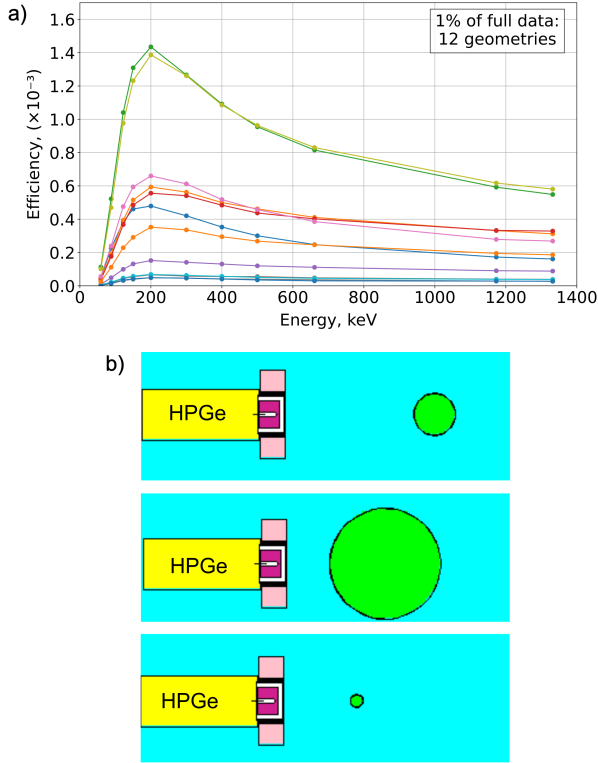 a)
1% of full data:
12 geometries
Efficiency, (×10⁻³)
1.6
1.4
1.2
1.0
0.8
0.6
0.4
0.2
0.0
0 200 400 600 800 1000 1200 1400
Energy, keV
b)
HPGe
HPGe
HPGe